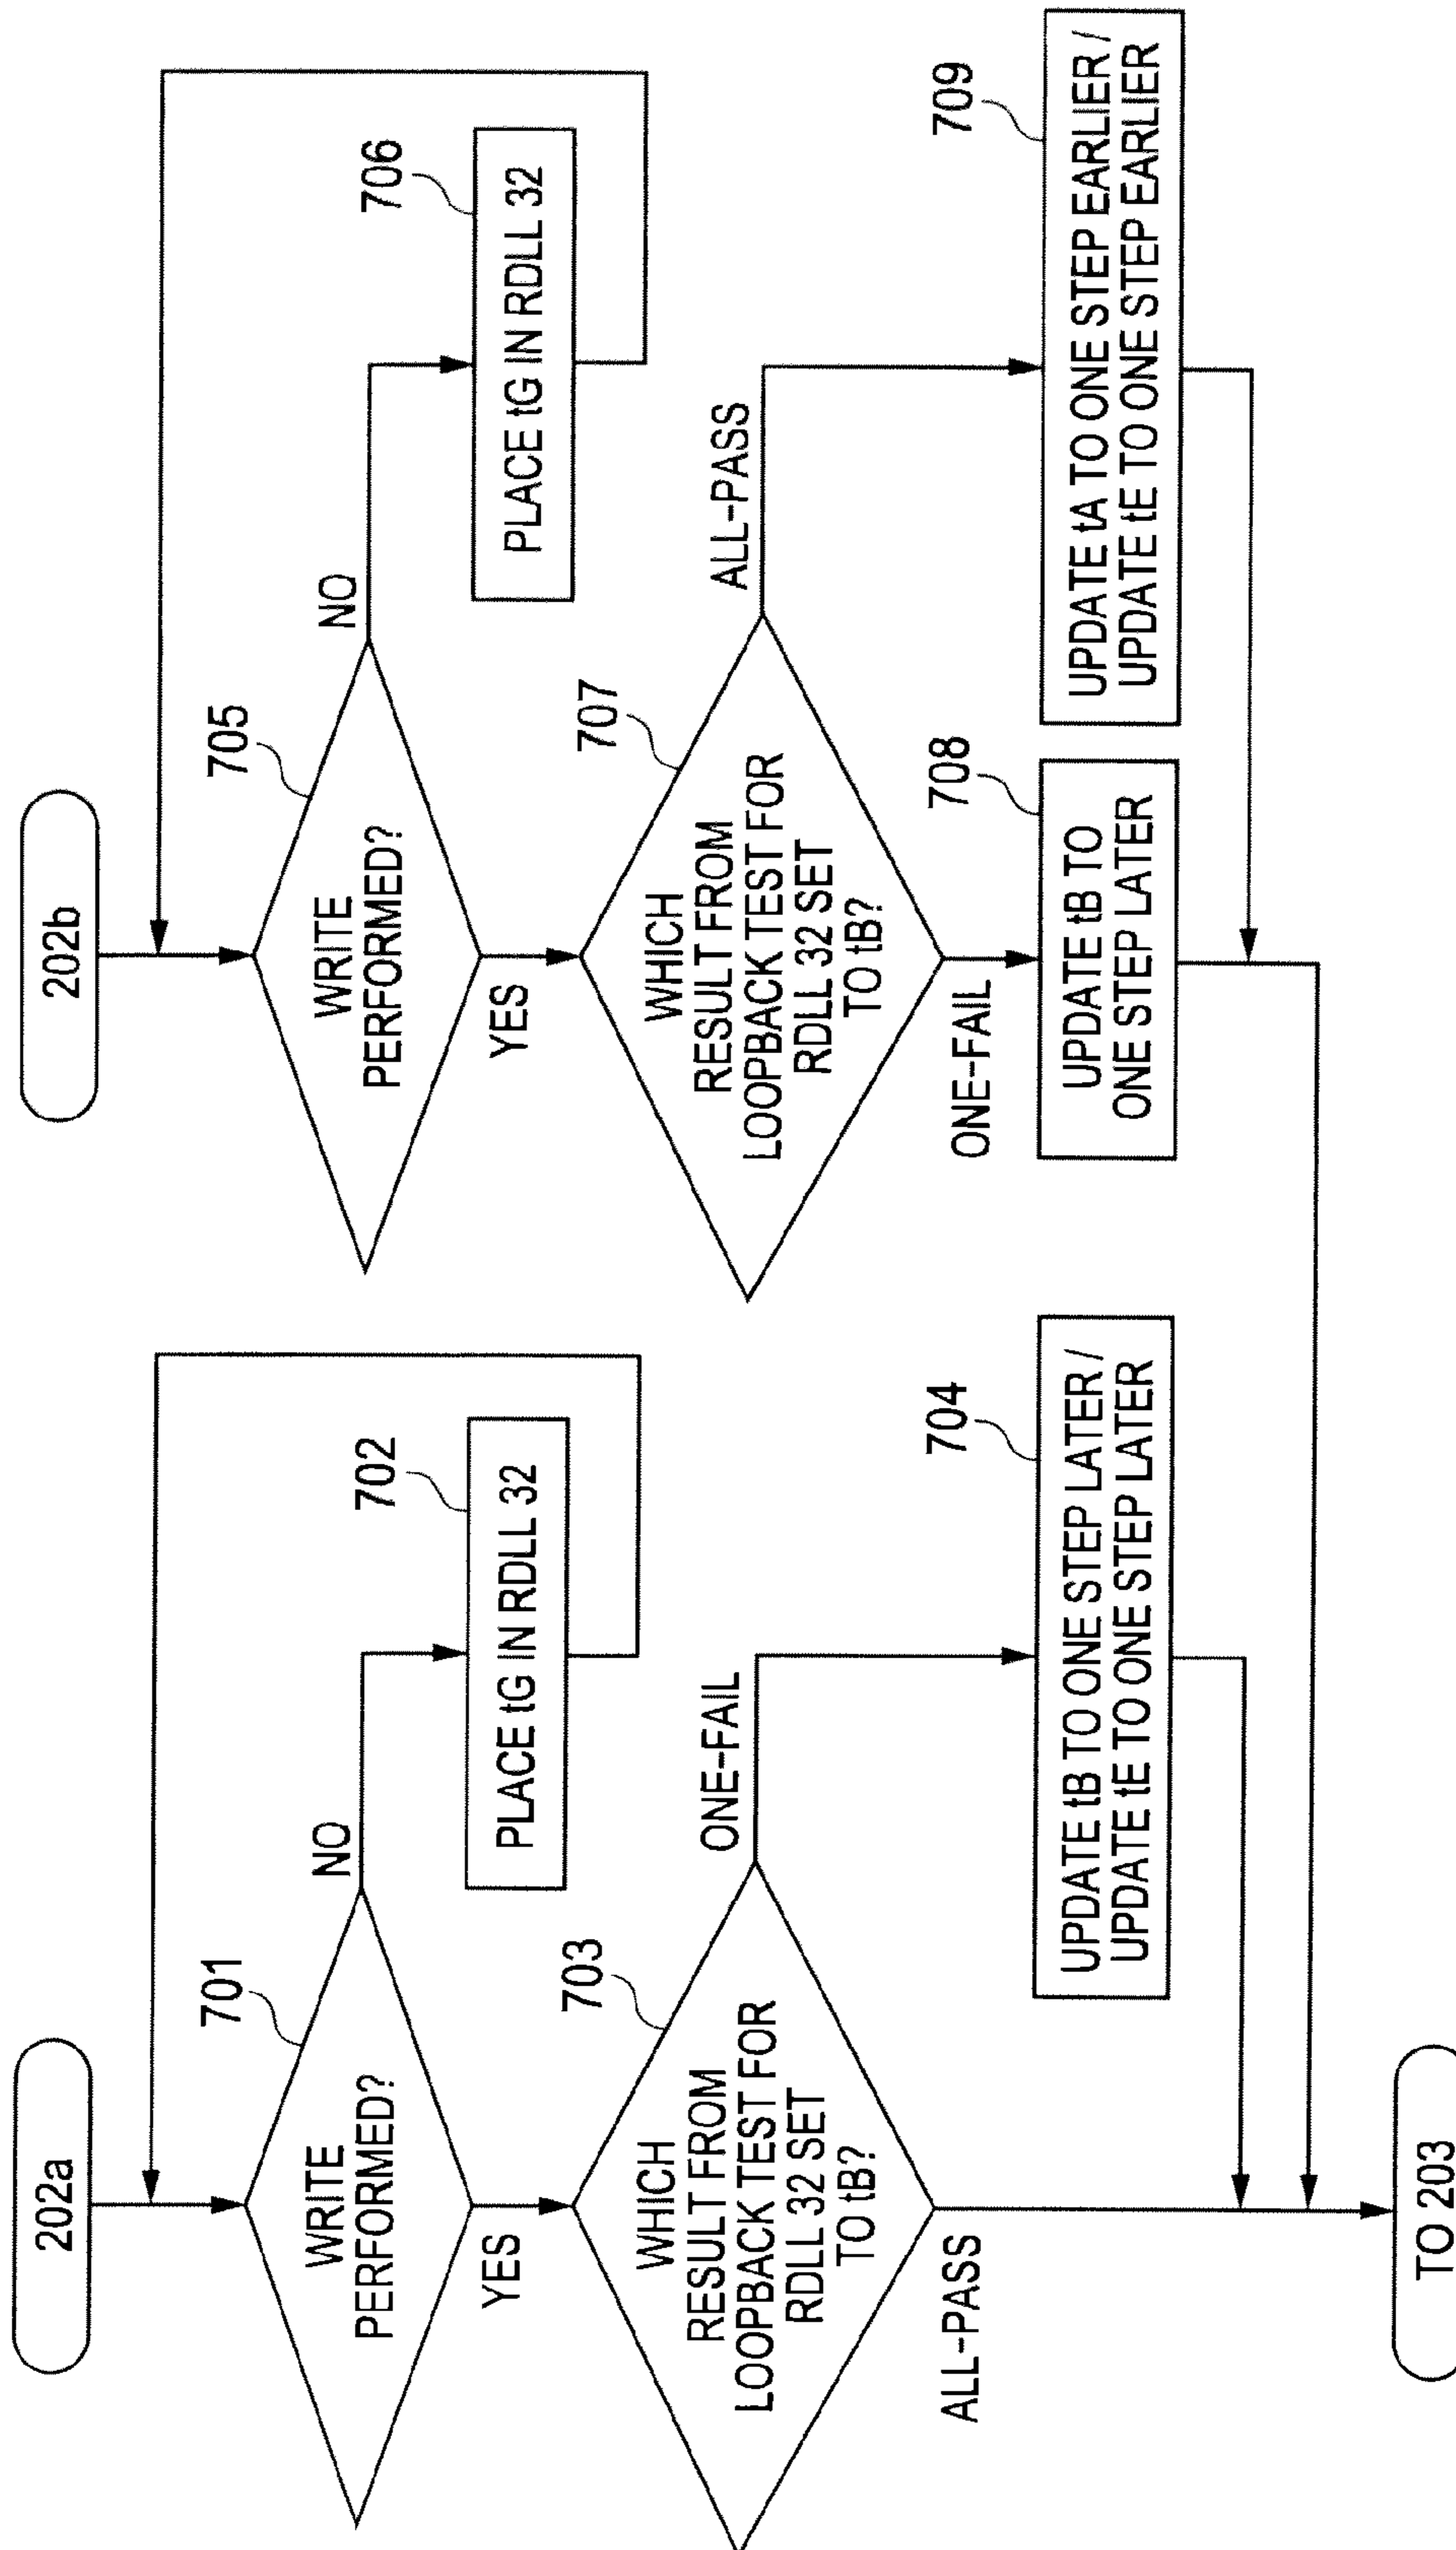 202a
701
WRITE
PERFORMED?
NO
702
PLACE tG IN RDLL 32
YES
703
WHICH
RESULT FROM
LOOPBACK TEST FOR
RDLL 32 SET
TO tB?
ONE-FAIL
ALL-PASS
704
UPDATE tB TO ONE STEP LATER /
UPDATE tE TO ONE STEP LATER
TO 203
202b
705
WRITE
PERFORMED?
NO
706
PLACE tG IN RDLL 32
YES
707
WHICH
RESULT FROM
LOOPBACK TEST FOR
RDLL 32 SET
TO tB?
ALL-PASS
ONE-FAIL
708
UPDATE tB TO
ONE STEP LATER
709
UPDATE tA TO ONE STEP EARLIER /
UPDATE tE TO ONE STEP EARLIER